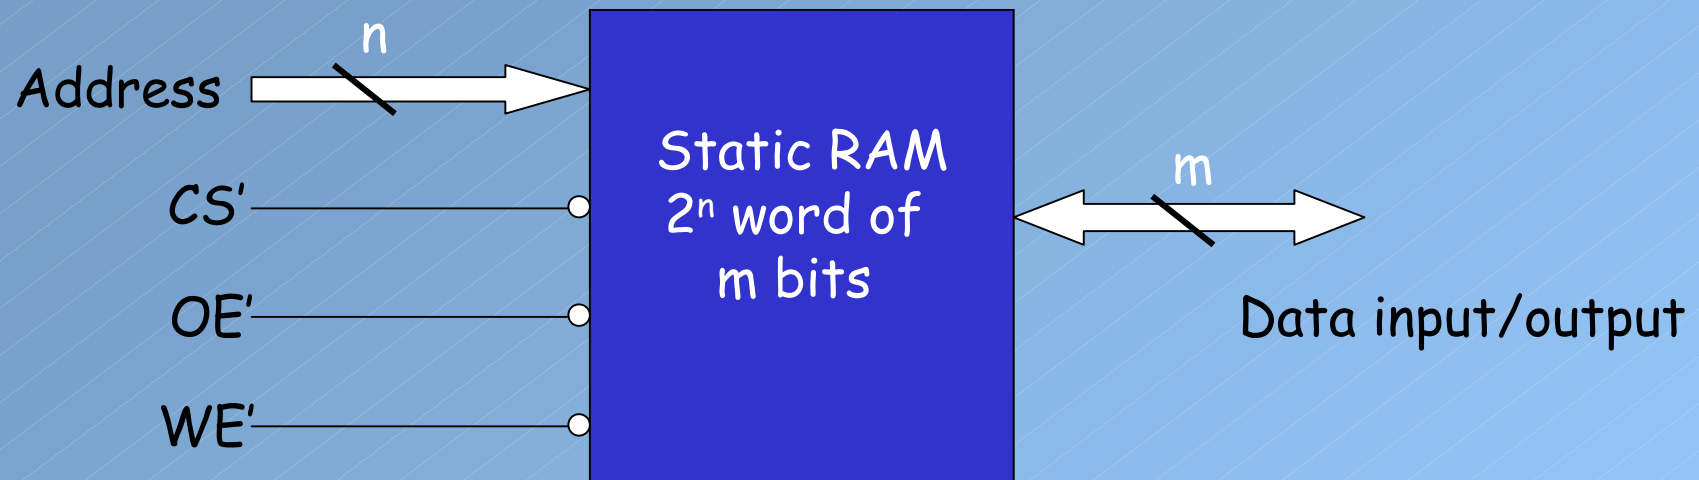 n
Address
CS'
OE'
WE'
Static RAM
2ⁿ word of
m bits
m
Data input/output